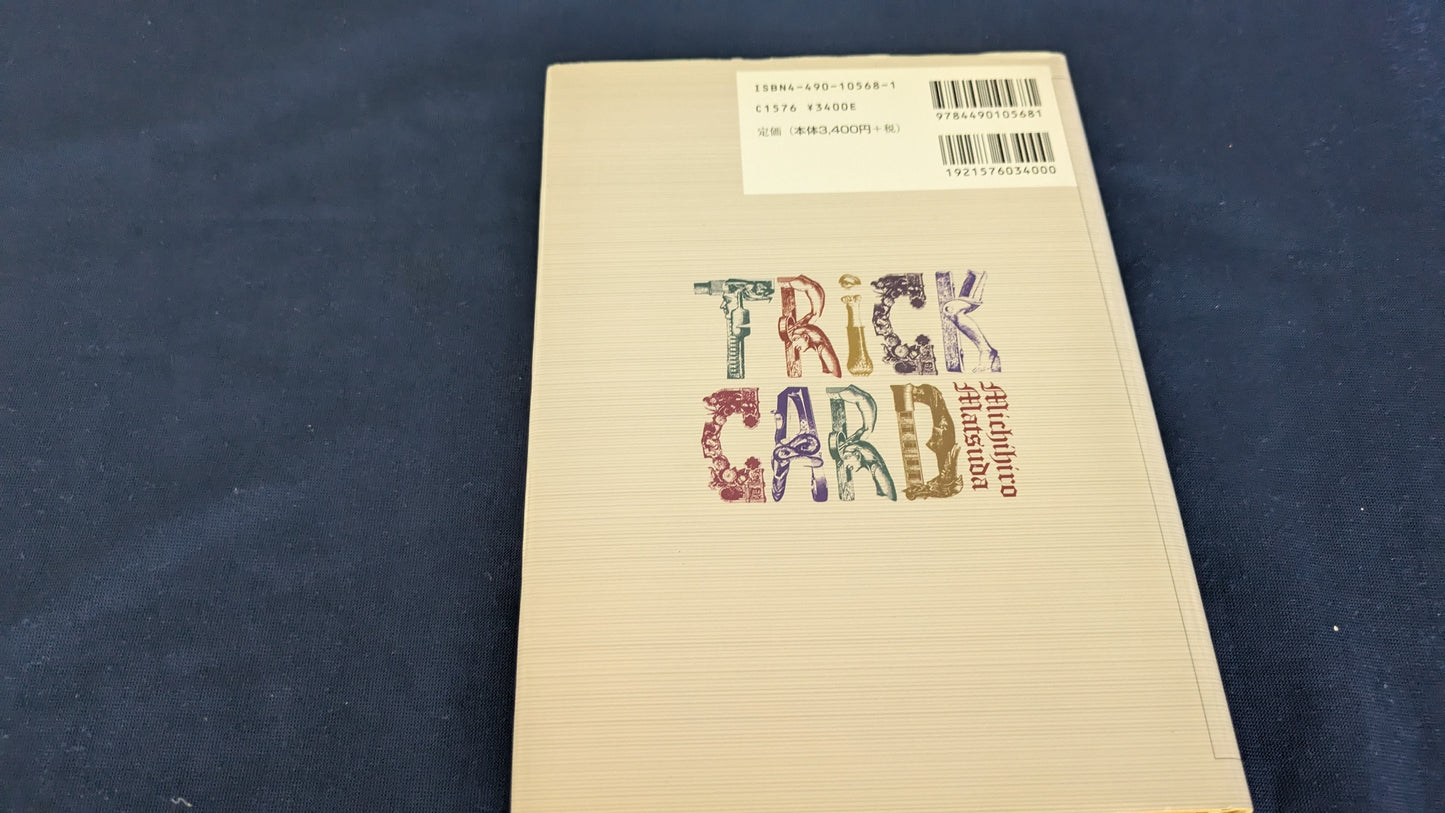 ISBN4-490-10568-1
C1576 ¥3400E
定価（本体3,400円＋税）
9784490105681
1921576034000
TRiCK
CARD
Michihiro
Matsuda